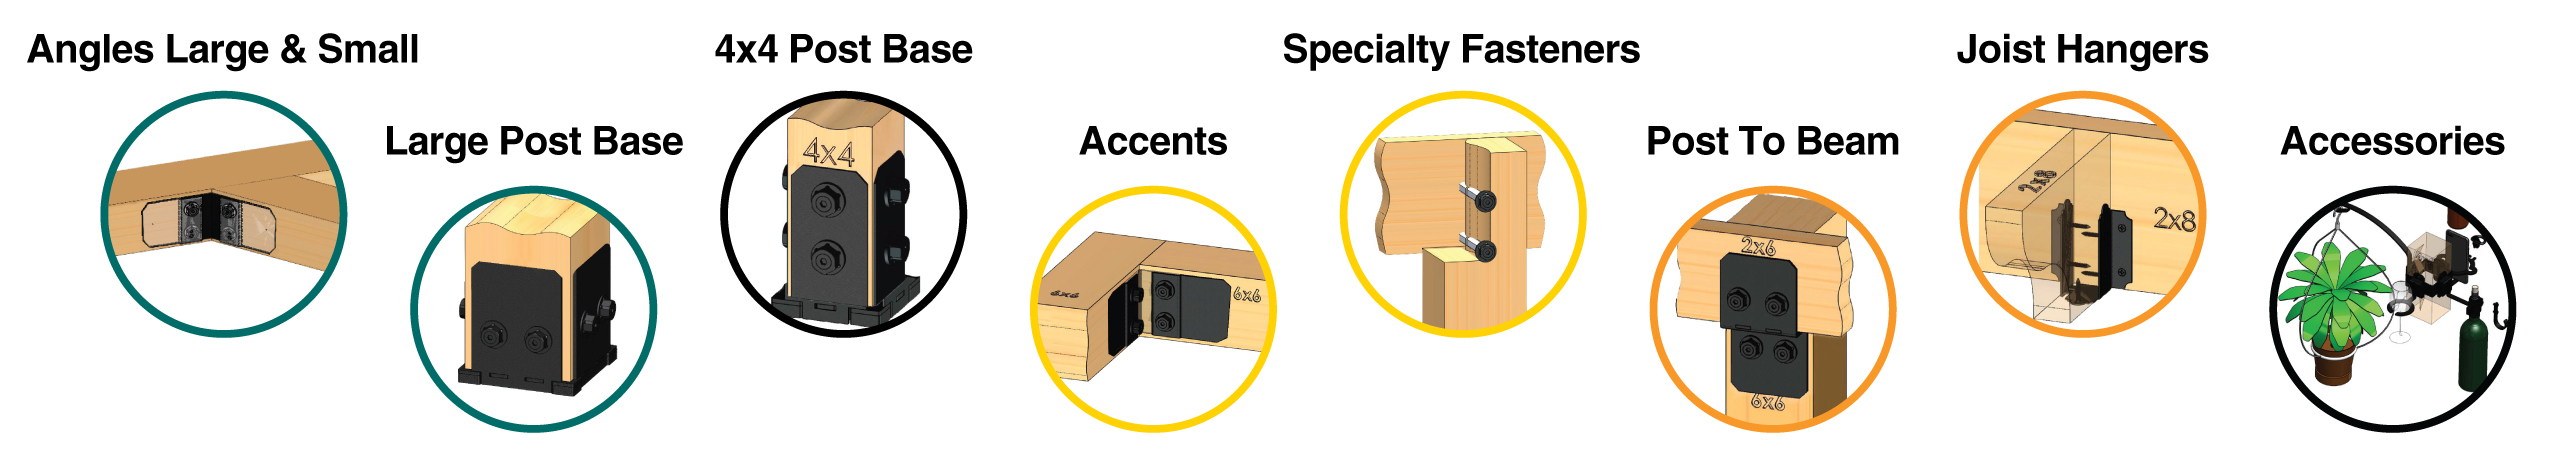 Angles Large & Small
Large Post Base
4x4 Post Base
4x4
Accents
6x6
6x6
Specialty Fasteners
Post To Beam
2x6
6x6
Joist Hangers
2x8
2x8
Accessories